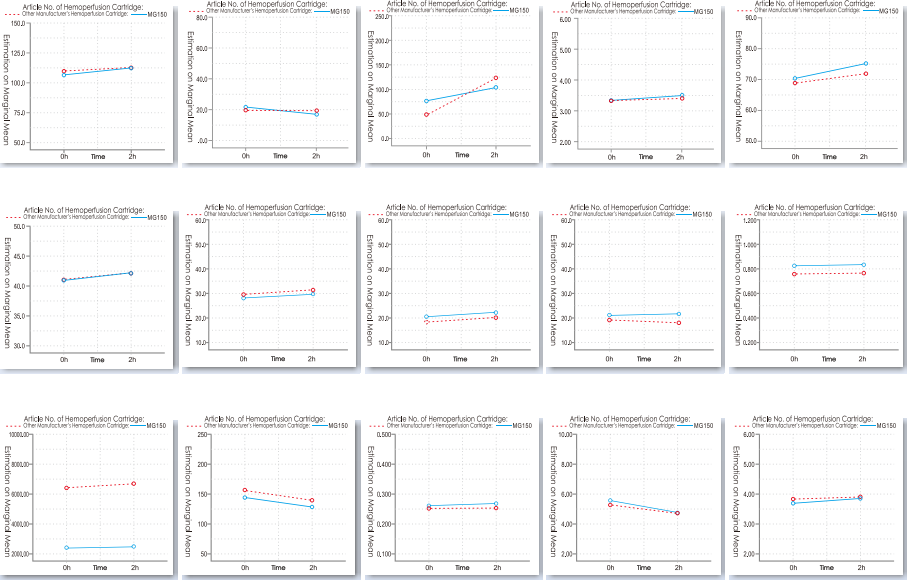 Article No. of Hemoperfusion Cartridge:
Other Manufacturer's Hemoperfusion Cartridge: MG150
Estimation on Marginal Mean
150.0
112.5
100.0
75.0
50.0
0h Time 2h
Article No. of Hemoperfusion Cartridge:
Other Manufacturer's Hemoperfusion Cartridge: MG150
Estimation on Marginal Mean
80.0
60.0
40.0
20.0
.0.0
0h Time 2h
Article No. of Hemoperfusion Cartridge:
Other Manufacturer's Hemoperfusion Cartridge: MG150
Estimation on Marginal Mean
250.0
200.0
150.0
100.0
50.0
0.0
0h Time 2h
Article No. of Hemoperfusion Cartridge:
Other Manufacturer's Hemoperfusion Cartridge: MG150
Estimation on Marginal Mean
6.00
5.00
4.00
3.00
2.00
0h Time 2h
Article No. of Hemoperfusion Cartridge:
Other Manufacturer's Hemoperfusion Cartridge: MG150
Estimation on Marginal Mean
80.0
80.0
70.0
60.0
50.0
0h Time 2h
Article No. of Hemoperfusion Cartridge:
Other Manufacturer's Hemoperfusion Cartridge: MG150
Estimation on Marginal Mean
50.0
45.0
40.0
35.0
30.0
0h Time 2h
Article No. of Hemoperfusion Cartridge:
Other Manufacturer's Hemoperfusion Cartridge: MG150
Estimation on Marginal Mean
60.0
40.0
30.0
20.0
10.0
0h Time 2h
Article No. of Hemoperfusion Cartridge:
Other Manufacturer's Hemoperfusion Cartridge: MG150
Estimation on Marginal Mean
60.0
40.0
30.0
20.0
10.0
0h Time 2h
Article No. of Hemoperfusion Cartridge:
Other Manufacturer's Hemoperfusion Cartridge: MG150
Estimation on Marginal Mean
60.0
40.0
30.0
20.0
10.0
0h Time 2h
Article No. of Hemoperfusion Cartridge:
Other Manufacturer's Hemoperfusion Cartridge: MG150
Estimation on Marginal Mean
1.200
0.800
0.600
0,400
0,200
0h Time 2h
Article No. of Hemoperfusion Cartridge:
Other Manufacturer's Hemoperfusion Cartridge: MG150
Estimation on Marginal Mean
10000,00
8000,00
6000,00
4000,00
2000,00
0h Time 2h
Article No. of Hemoperfusion Cartridge:
Other Manufacturer's Hemoperfusion Cartridge: MG150
Estimation on Marginal Mean
250
200
150
100
50
0h Time 2h
Article No. of Hemoperfusion Cartridge:
Other Manufacturer's Hemoperfusion Cartridge: MG150
Estimation on Marginal Mean
0,500
0,400
0,300
0,200
0,100
0h Time 2h
Article No. of Hemoperfusion Cartridge:
Other Manufacturer's Hemoperfusion Cartridge: MG150
Estimation on Marginal Mean
10,00
8,00
6,00
4,00
2,00
0h Time 2h
Article No. of Hemoperfusion Cartridge:
Other Manufacturer's Hemoperfusion Cartridge: MG150
Estimation on Marginal Mean
6,00
5,00
4,00
3,00
2,00
0h Time 2h